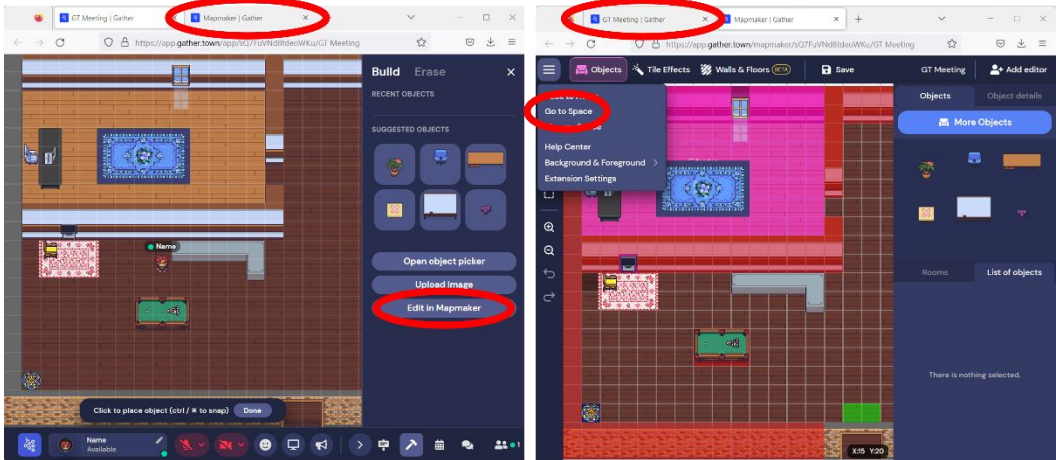 GT Meeting | Gather
Mapmaker | Gather
https://app.gather.town/app/sQ7FuVNd8IdeoWKu/GT Meeting
Build Erase
RECENT OBJECTS
SUGGESTED OBJECTS
Name
Open object picker
Upload image
Edit in Mapmaker
Click to place object (ctrl / ⌘ to snap) Done
Name
Available
1
GT Meeting | Gather
Mapmaker | Gather
https://app.gather.town/mapmaker/sQ7FuVNd8IdeoWKu/GT Meeting
Objects Tile Effects Walls & Floors BETA Save GT Meeting Add editor
Go to Space
Help Center
Background & Foreground
Extension Settings
Objects Object details
More Objects
Rooms List of objects
There is nothing selected.
X:15 Y:20